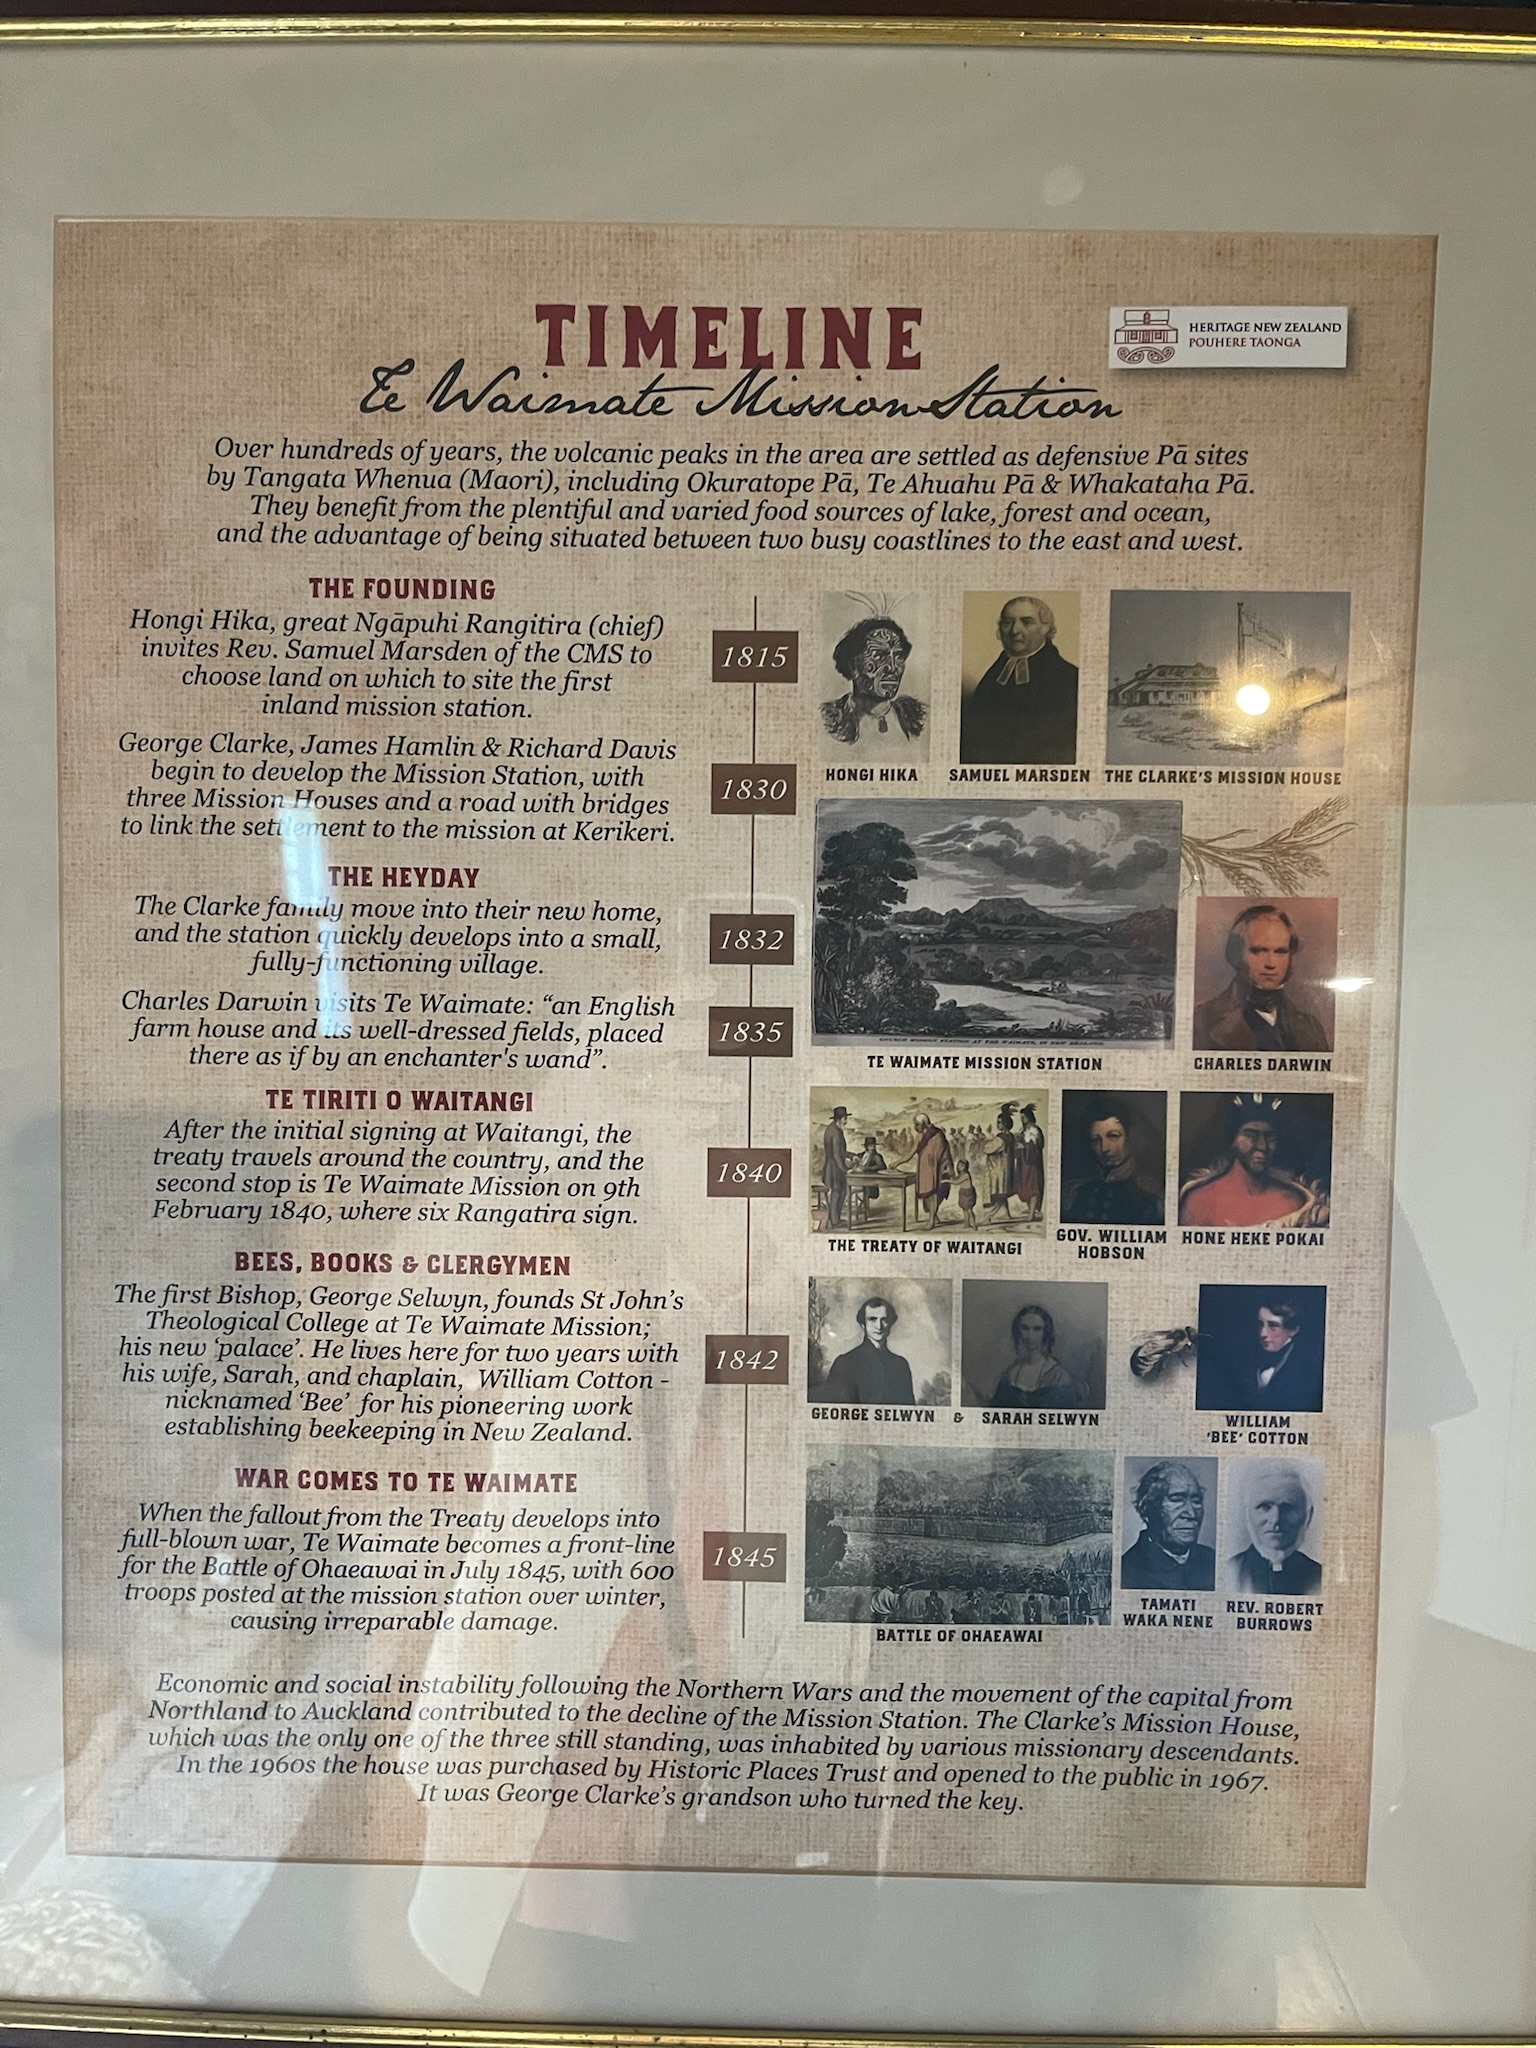 TIMELINE
Te Waimate Mission Station
HERITAGE NEW ZEALAND
POUHERE TAONGA
Over hundreds of years, the volcanic peaks in the area are settled as defensive Pā sites
by Tangata Whenua (Maori), including Okuratope Pā, Te Ahuahu Pā & Whakataha Pā.
They benefit from the plentiful and varied food sources of lake, forest and ocean,
and the advantage of being situated between two busy coastlines to the east and west.
THE FOUNDING
Hongi Hika, great Ngāpuhi Rangitira (chief)
invites Rev. Samuel Marsden of the CMS to
choose land on which to site the first
inland mission station.
1815
George Clarke, James Hamlin & Richard Davis
begin to develop the Mission Station, with
three Mission Houses and a road with bridges
to link the settlement to the mission at Kerikeri.
1830
HONGI HIKA
SAMUEL MARSDEN
THE CLARKE'S MISSION HOUSE
THE HEYDAY
The Clarke family move into their new home,
and the station quickly develops into a small,
fully-functioning village.
1832
Charles Darwin visits Te Waimate: “an English
farm house and its well-dressed fields, placed
there as if by an enchanter's wand”.
1835
CHURCH MISSION STATION AT THE WAIMATE, IN NEW ZEALAND.
TE WAIMATE MISSION STATION
CHARLES DARWIN
TE TIRITI O WAITANGI
After the initial signing at Waitangi, the
treaty travels around the country, and the
second stop is Te Waimate Mission on 9th
February 1840, where six Rangatira sign.
1840
THE TREATY OF WAITANGI
GOV. WILLIAM
HOBSON
HONE HEKE POKAI
BEES, BOOKS & CLERGYMEN
The first Bishop, George Selwyn, founds St John’s
Theological College at Te Waimate Mission;
his new ‘palace’. He lives here for two years with
his wife, Sarah, and chaplain, William Cotton -
nicknamed ‘Bee’ for his pioneering work
establishing beekeeping in New Zealand.
1842
GEORGE SELWYN & SARAH SELWYN
WILLIAM
‘BEE’ COTTON
WAR COMES TO TE WAIMATE
When the fallout from the Treaty develops into
full-blown war, Te Waimate becomes a front-line
for the Battle of Ohaeawai in July 1845, with 600
troops posted at the mission station over winter,
causing irreparable damage.
1845
BATTLE OF OHAEAWAI
TAMATI
WAKA NENE
REV. ROBERT
BURROWS
Economic and social instability following the Northern Wars and the movement of the capital from
Northland to Auckland contributed to the decline of the Mission Station. The Clarke’s Mission House,
which was the only one of the three still standing, was inhabited by various missionary descendants.
In the 1960s the house was purchased by Historic Places Trust and opened to the public in 1967.
It was George Clarke’s grandson who turned the key.